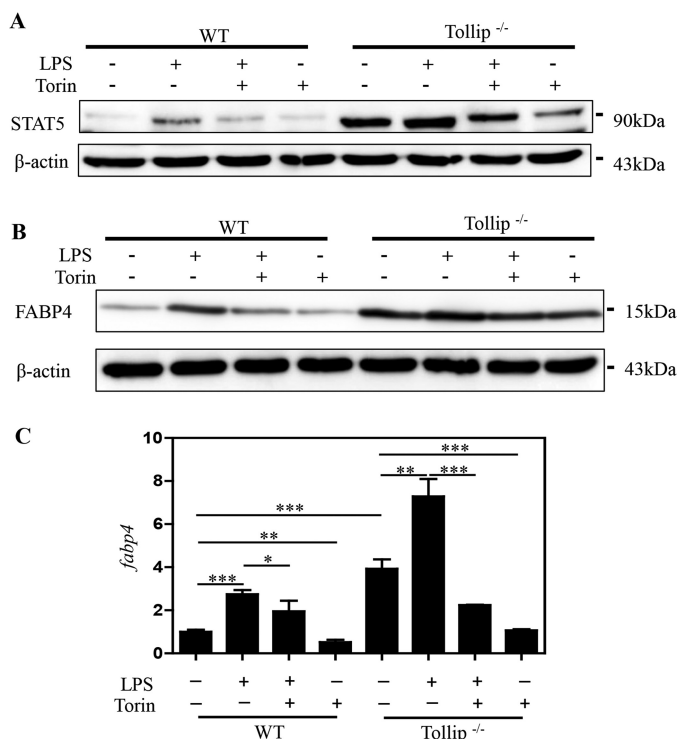 A
WT Tollip -/-
LPS - + + - - + + -
Torin - - + + - - + +
STAT5 90kDa
β-actin 43kDa
B
WT Tollip -/-
LPS - + + - - + + -
Torin - - + + - - + +
FABP4 15kDa
β-actin 43kDa
C
fabp4
10
8
6
4
2
0
***
** ***
***
**
*
***
LPS – + + – – + + –
Torin – – + + – – + +
WT Tollip -/-